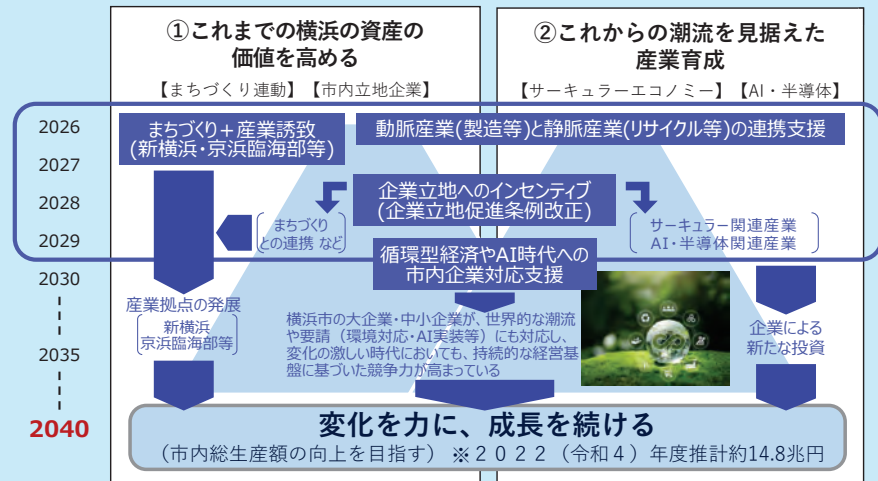 ①これまでの横浜の資産の
価値を高める
【まちづくり連動】【市内立地企業】
②これからの潮流を見据えた
産業育成
【サーキュラーエコノミー】【AI・半導体】
2026
2027
2028
2029
2030
2035
2040
まちづくり＋産業誘致
(新横浜・京浜臨海部等)
動脈産業(製造等)と静脈産業(リサイクル等)の連携支援
企業立地へのインセンティブ
(企業立地促進条例改正)
まちづくり
との連携 など
サーキュラー関連産業
AI・半導体関連産業
循環型経済やAI時代への
市内企業対応支援
産業拠点の発展
新横浜
京浜臨海部等
横浜市の大企業・中小企業が、世界的な潮流
や要請（環境対応・AI実装等）にも対応し、
変化の激しい時代においても、持続的な経営基
盤に基づいた競争力が高まっている
企業による
新たな投資
変化を力に、成長を続ける
（市内総生産額の向上を目指す）※２０２２（令和４）年度推計約14.8兆円